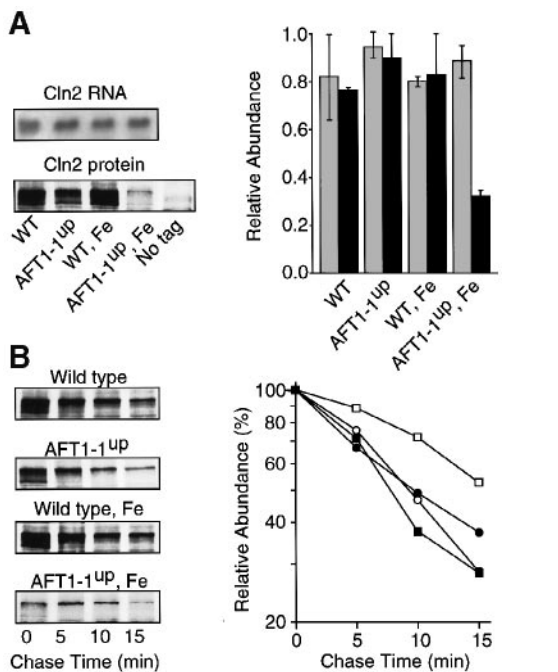 A
Cln2 RNA
Cln2 protein
WT
AFT1-1up
WT, Fe
AFT1-1up, Fe
No tag
Relative Abundance
1.0
0.8
0.6
0.4
0.2
0.0
WT
AFT1-1up
WT, Fe
AFT1-1up, Fe
B
Wild type
AFT1-1up
Wild type, Fe
AFT1-1up, Fe
0 5 10 15
Chase Time (min)
Relative Abundance (%)
100
80
60
40
20
0 5 10 15
Chase Time (min)